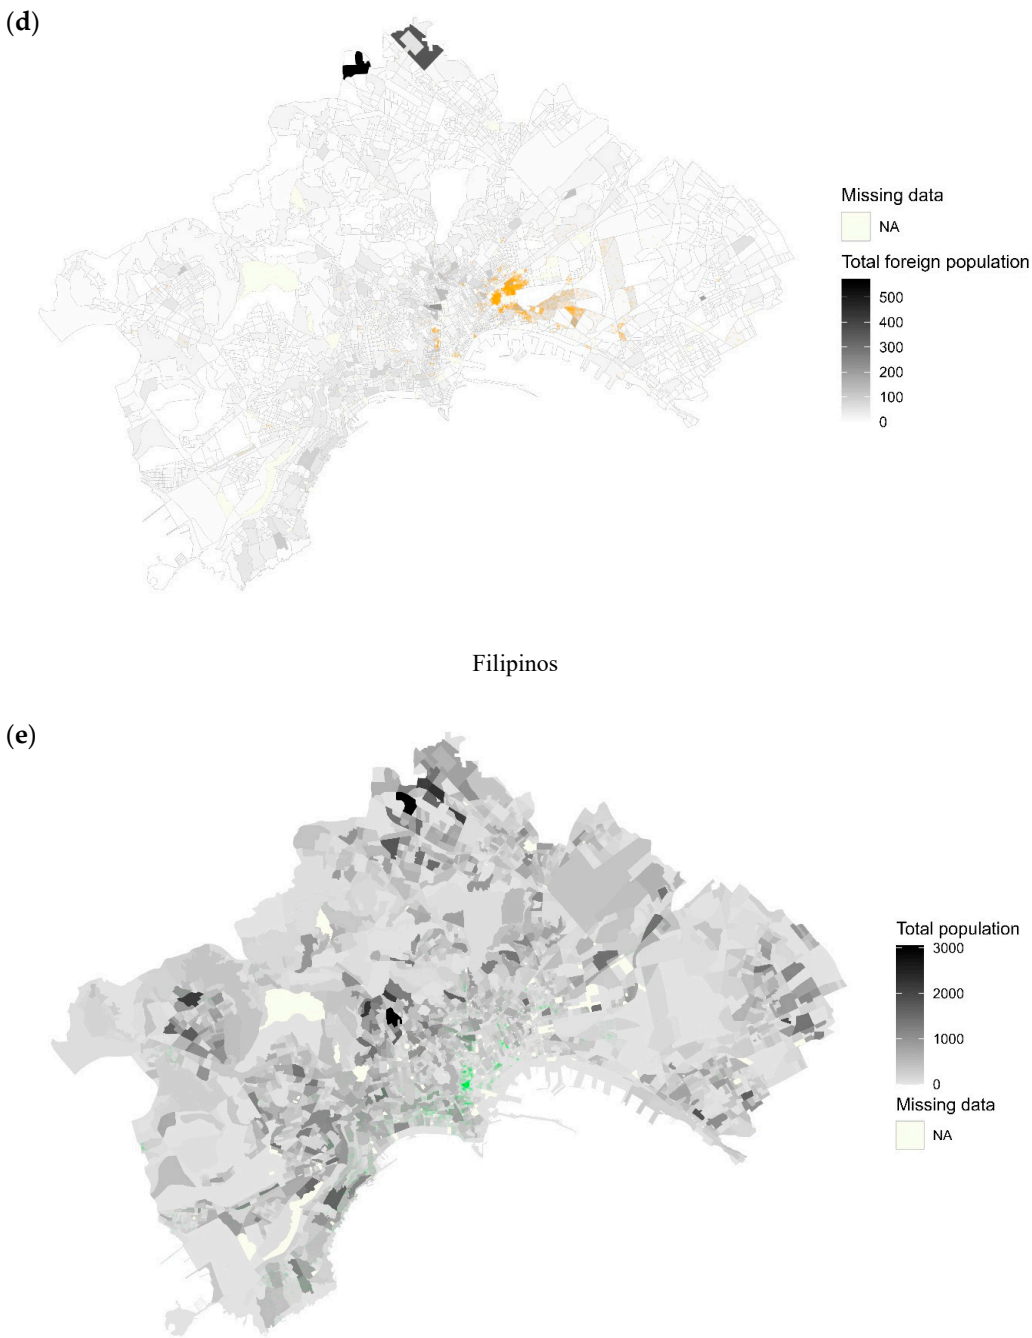 (d)
Missing data
NA
Total foreign population
500
400
300
200
100
0
Filipinos
(e)
Total population
3000
2000
1000
0
Missing data
NA